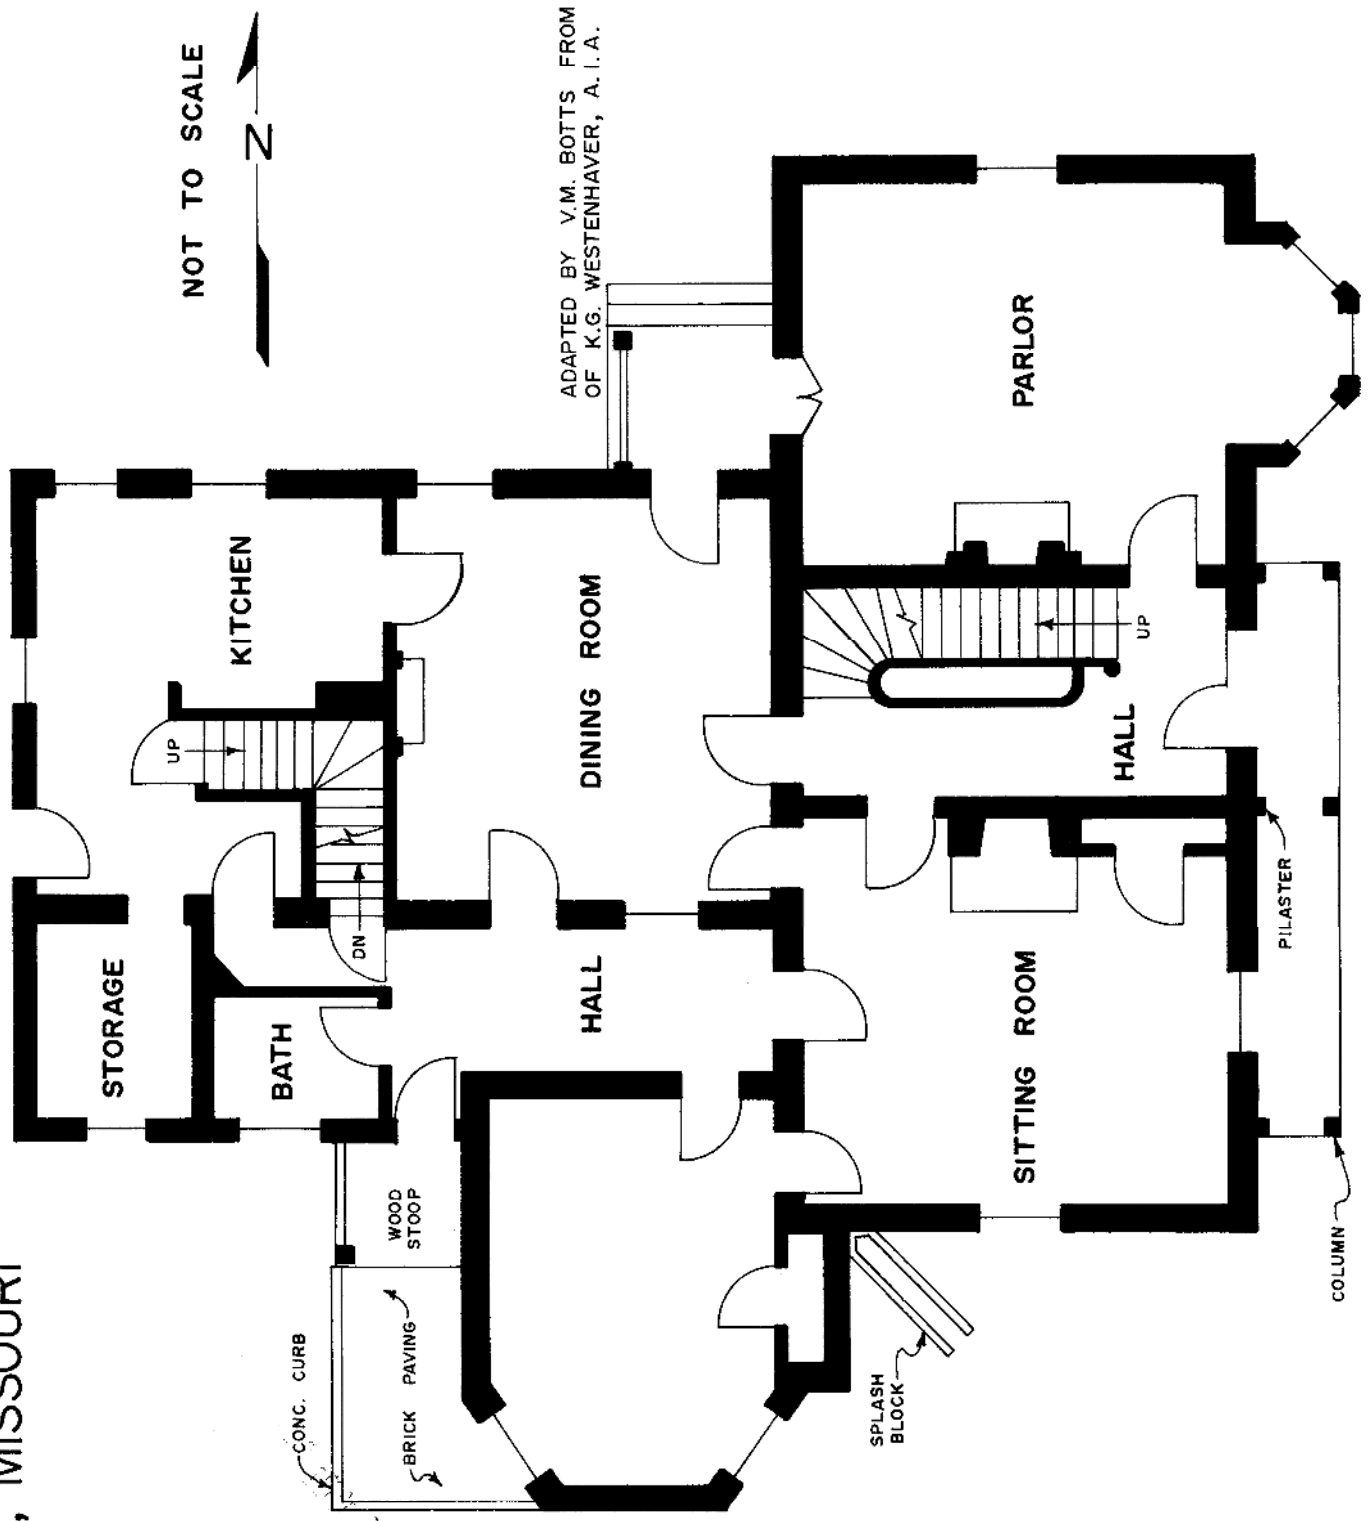 , MISSOURI
NOT TO SCALE
N
ADAPTED BY V.M. BOTTS FROM
OF K.G. WESTENHAVER, A.I.A.
KITCHEN
UP
DINING ROOM
PARLOR
UP
HALL
STORAGE
BATH
DN
HALL
SITTING ROOM
PILASTER
COLUMN
WOOD
STOOP
CONC. CURB
BRICK PAVING
SPLASH
BLOCK